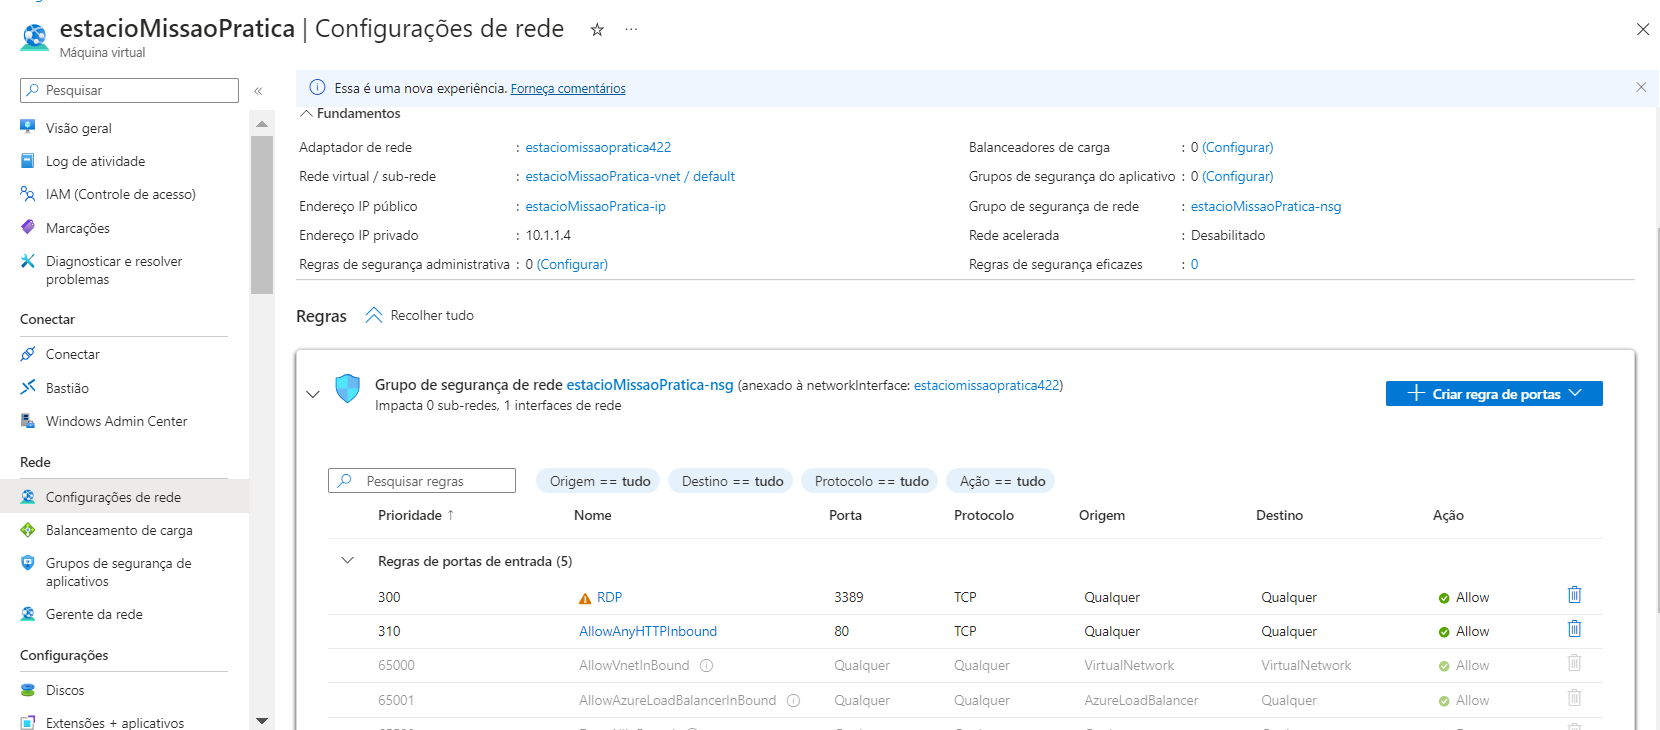 estacioMissaoPratica | Configurações de rede
Máquina virtual
Pesquisar
Visão geral
Log de atividade
IAM (Controle de acesso)
Marcações
Diagnosticar e resolver
problemas
Conectar
Conectar
Bastião
Windows Admin Center
Rede
Configurações de rede
Balanceamento de carga
Grupos de segurança de
aplicativos
Gerente da rede
Configurações
Discos
Extensões + aplicativos
Essa é uma nova experiência. Forneça comentários
Fundamentos
Adaptador de rede : estaciomissaopratica422
Rede virtual / sub-rede : estacioMissaoPratica-vnet / default
Endereço IP público : estacioMissaoPratica-ip
Endereço IP privado : 10.1.1.4
Regras de segurança administrativa : 0 (Configurar)
Balanceadores de carga : 0 (Configurar)
Grupos de segurança do aplicativo : 0 (Configurar)
Grupo de segurança de rede : estacioMissaoPratica-nsg
Rede acelerada : Desabilitado
Regras de segurança eficazes : 0
Regras Recolher tudo
Grupo de segurança de rede estacioMissaoPratica-nsg (anexado à networkInterface: estaciomissaopratica422)
Impacta 0 sub-redes, 1 interfaces de rede
Criar regra de portas
Pesquisar regras Origem == tudo Destino == tudo Protocolo == tudo Ação == tudo
Prioridade ↑ Nome Porta Protocolo Origem Destino Ação
Regras de portas de entrada (5)
300 RDP 3389 TCP Qualquer Qualquer Allow
310 AllowAnyHTTPInbound 80 TCP Qualquer Qualquer Allow
65000 AllowVnetInBound Qualquer Qualquer VirtualNetwork VirtualNetwork Allow
65001 AllowAzureLoadBalancerInBound Qualquer Qualquer AzureLoadBalancer Qualquer Allow